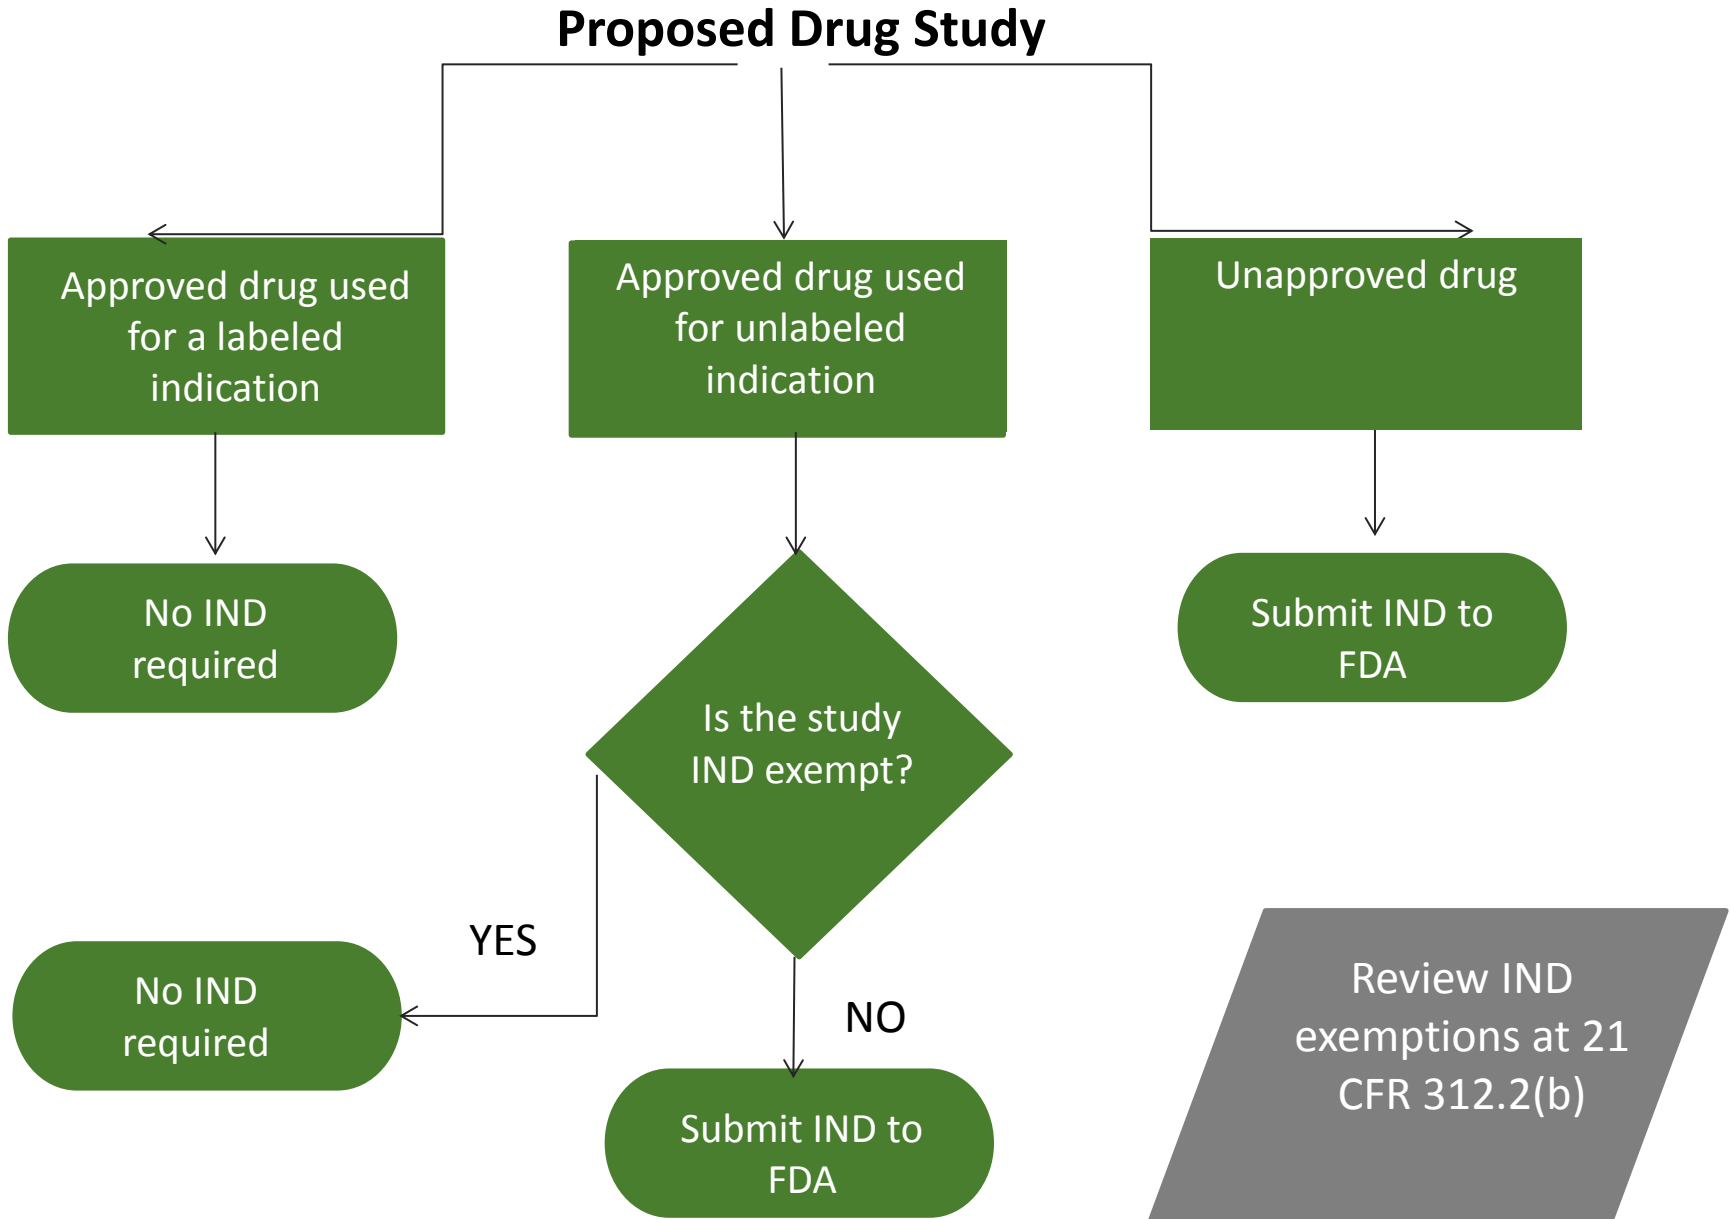 Proposed Drug Study
Approved drug used
for a labeled
indication
Approved drug used
for unlabeled
indication
Unapproved drug
No IND
required
Submit IND to
FDA
Is the study
IND exempt?
YES
No IND
required
NO
Submit IND to
FDA
Review IND
exemptions at 21
CFR 312.2(b)